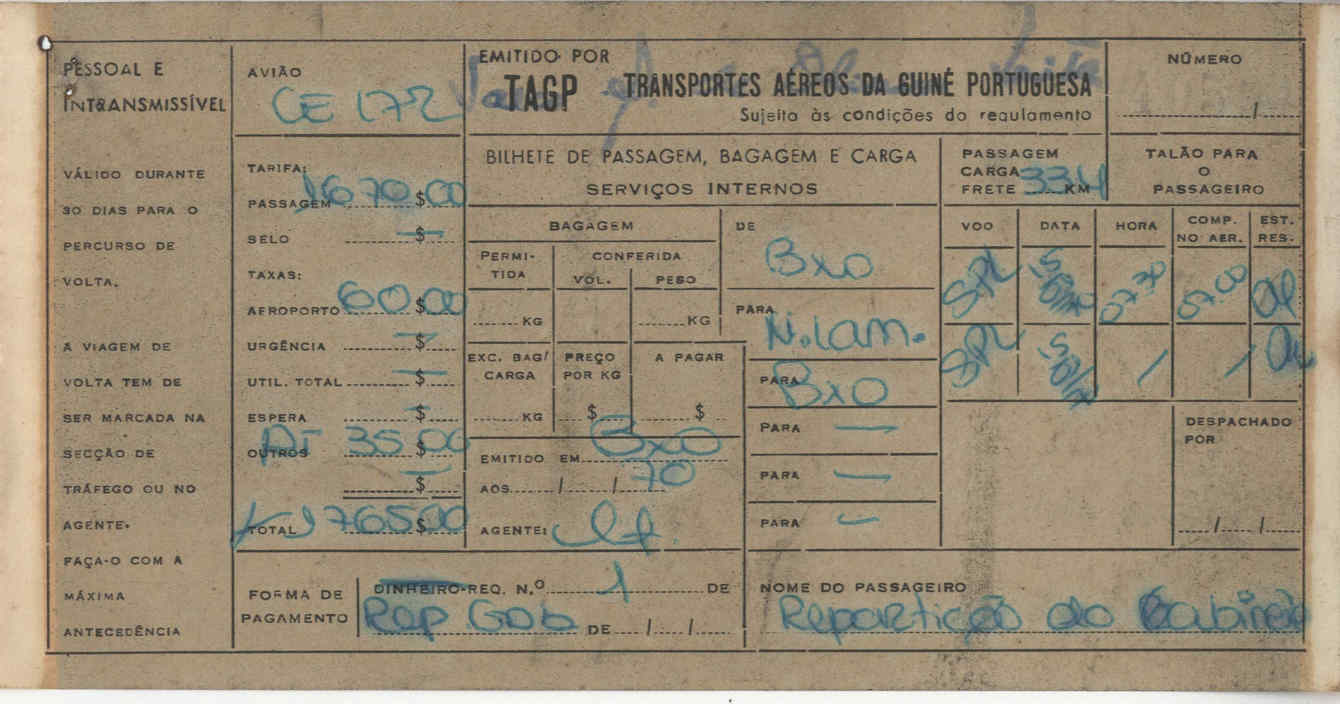 PESSOAL E
INTRANSMISSÍVEL
VÁLIDO DURANTE
30 DIAS PARA O
PERCURSO DE
VOLTA.
A VIAGEM DE
VOLTA TEM DE
SER MARCADA NA
SECÇÃO DE
TRÁFEGO OU NO
AGENTE.
FAÇA-O COM A
MÁXIMA
ANTECEDÊNCIA
AVIÃO
CE 172
TARIFA:
PASSAGEM 1670$00
SELO $
TAXAS:
AEROPORTO 60$00
URGÊNCIA $
UTIL. TOTAL $
ESPERA $
OUTROS AT 35$00
$
TOTAL 1765$00
EMITIDO POR
TAGP TRANSPORTES AÉREOS DA GUINÉ PORTUGUESA
Sujeito às condições do regulamento
BILHETE DE PASSAGEM, BAGAGEM E CARGA
SERVIÇOS INTERNOS
BAGAGEM
PERMI-
TIDA
CONFERIDA
VOL. PESO
KG KG
EXC. BAG/
CARGA
PREÇO
POR KG
A PAGAR
KG $ $
EMITIDO EM Bxo
AOS / / 70
AGENTE:
DE
Bxo
PARA
N.Lam.
PARA
Bxo
PARA —
PARA —
PARA —
NÚMERO
/
PASSAGEM
CARGA
FRETE 334 KM
TALÃO PARA
O
PASSAGEIRO
VOO DATA HORA COMP. NO AER. EST. RES.
SPL 07.30 07.00
SPL / /
DESPACHADO
POR
/ /
FORMA DE
PAGAMENTO
DINHEIRO-REQ. N.º 1 DE
Rep Gab DE / /
NOME DO PASSAGEIRO
Repartição do Gabinete